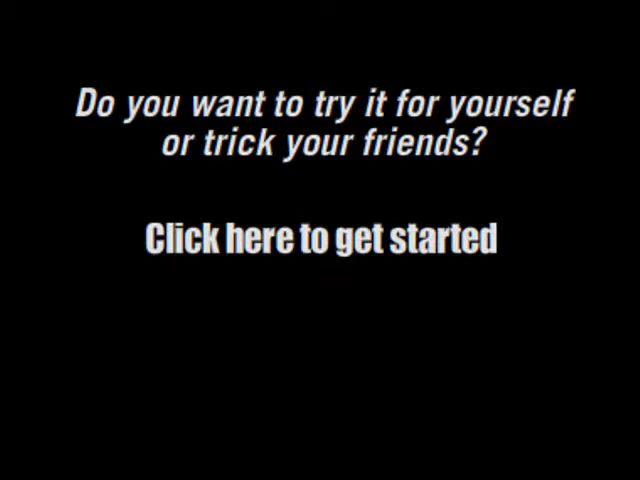 Do you want to try it for yourself
or trick your friends?
Click here to get started